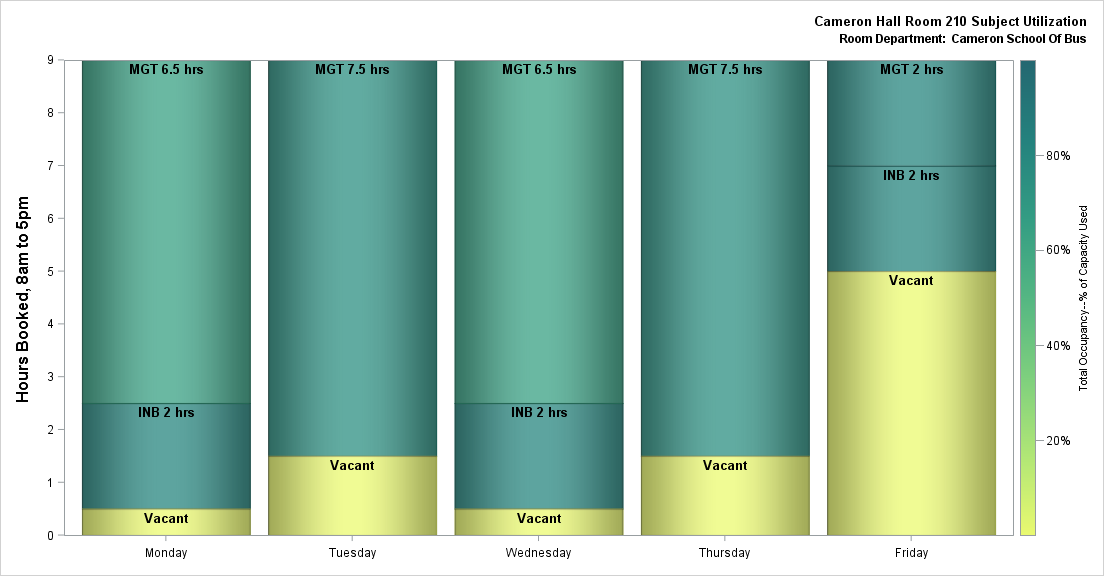 Cameron Hall Room 210 Subject Utilization
Room Department: Cameron School Of Bus
Hours Booked, 8am to 5pm
9
8
7
6
5
4
3
2
1
0
MGT 6.5 hrs
INB 2 hrs
Vacant
MGT 7.5 hrs
Vacant
MGT 6.5 hrs
INB 2 hrs
Vacant
MGT 7.5 hrs
Vacant
MGT 2 hrs
INB 2 hrs
Vacant
Monday
Tuesday
Wednesday
Thursday
Friday
80%
60%
40%
20%
Total Occupancy--% of Capacity Used